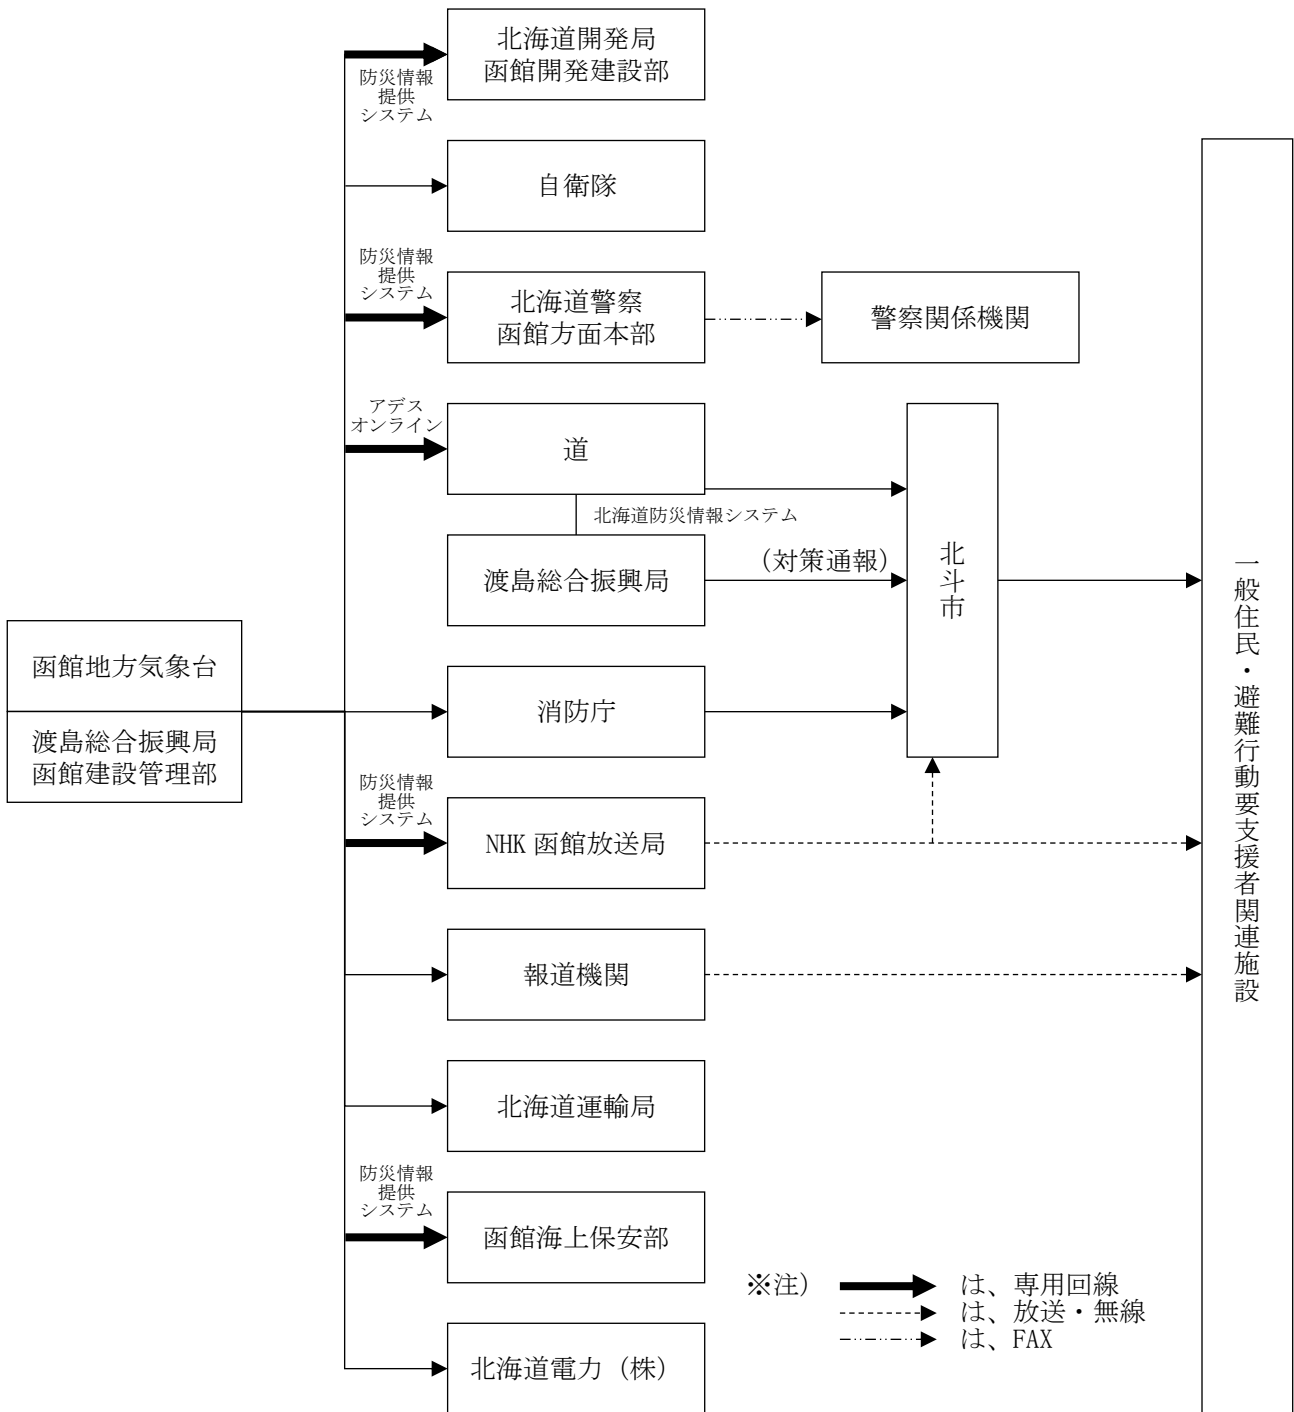 北海道開発局
函館開発建設部
防災情報
提供
システム
自衛隊
防災情報
提供
システム
北海道警察
函館方面本部
警察関係機関
アデス
オンライン
道
北海道防災情報システム
渡島総合振興局
(対策通報)
北斗市
一般住民・避難行動要支援者関連施設
函館地方気象台
渡島総合振興局
函館建設管理部
消防庁
防災情報
提供
システム
NHK 函館放送局
報道機関
北海道運輸局
防災情報
提供
システム
函館海上保安部
※注) は、専用回線
は、放送・無線
は、FAX
北海道電力(株)